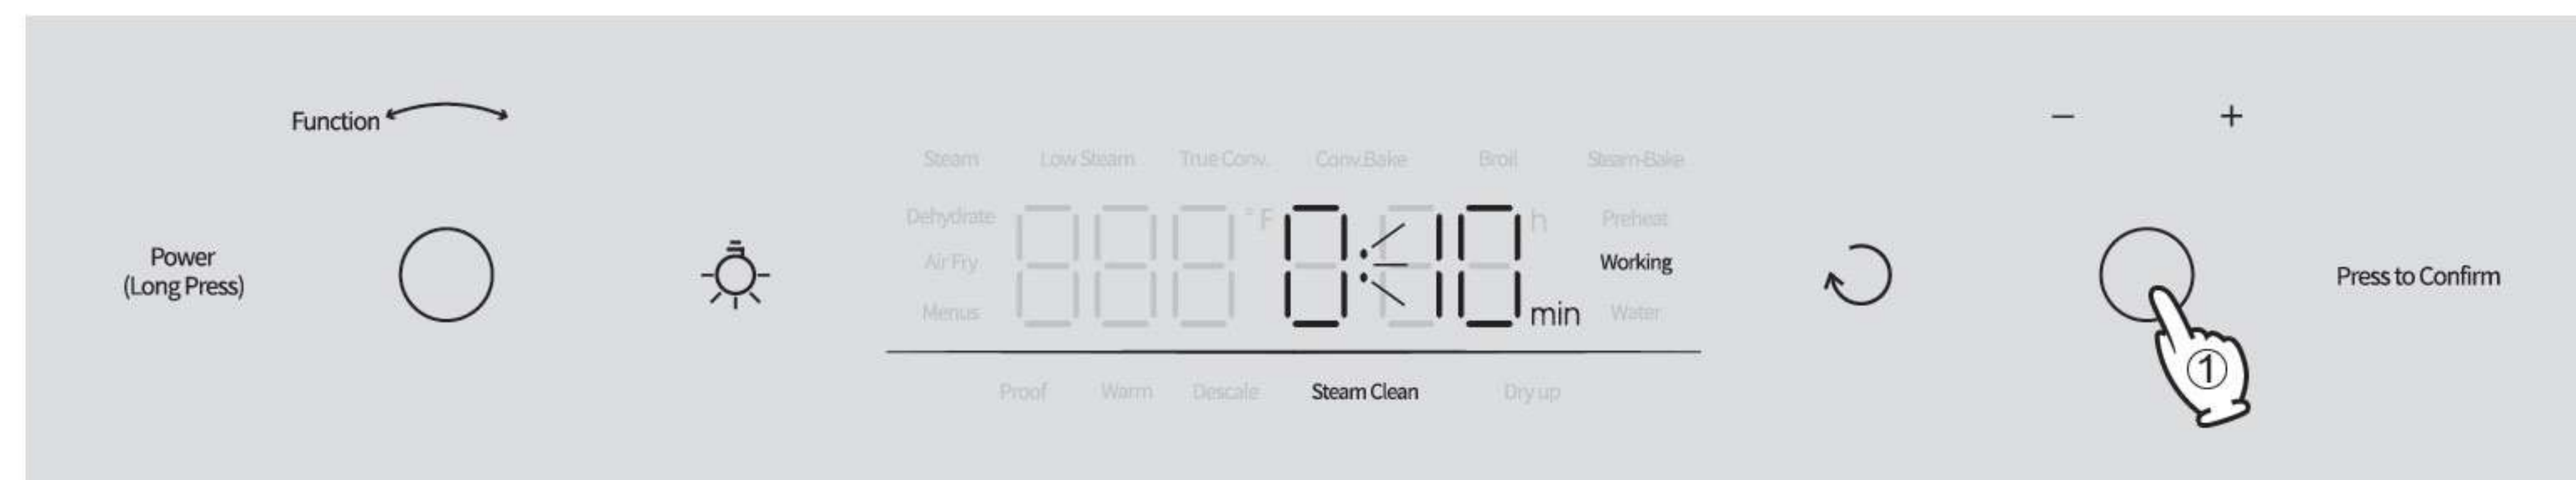 Function
− +
Steam Low Steam True Conv. Conv.Bake Broil Steam-Bake
Dehydrate °F h Preheat
Power
(Long Press)
Air Fry 0:10 min Working
Press to Confirm
Menus Water
①
Proof Warm Descale Steam Clean Dry up